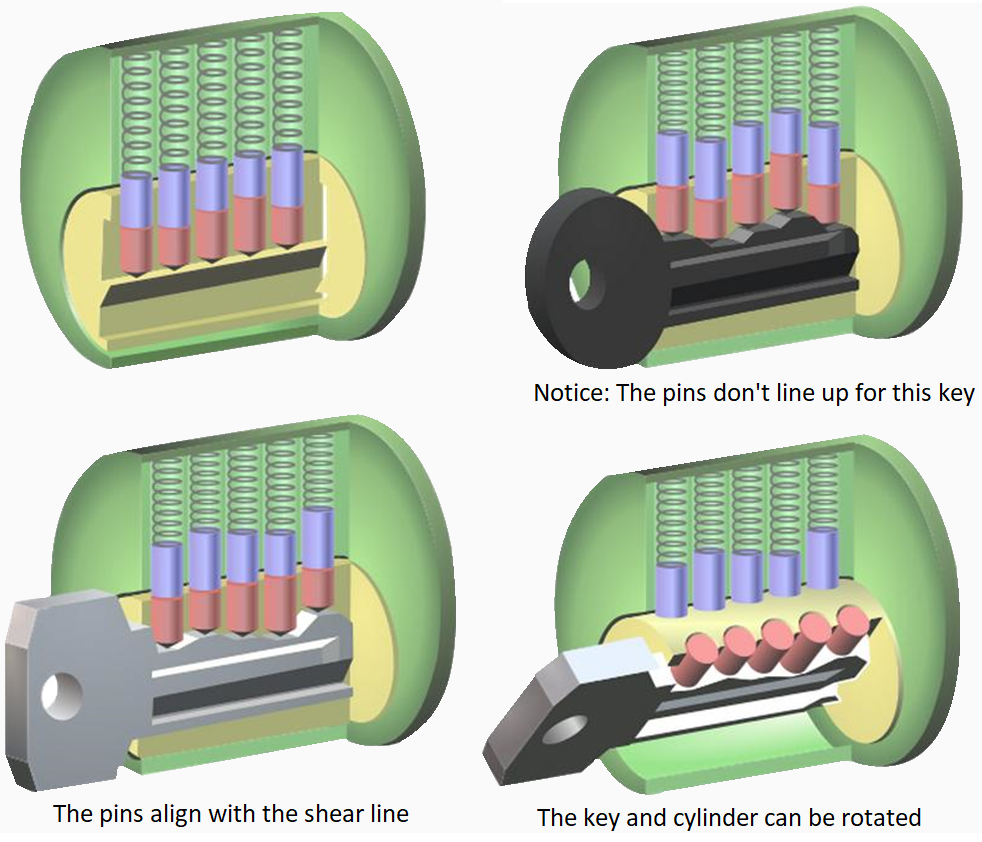 Notice: The pins don't line up for this key
The pins align with the shear line
The key and cylinder can be rotated